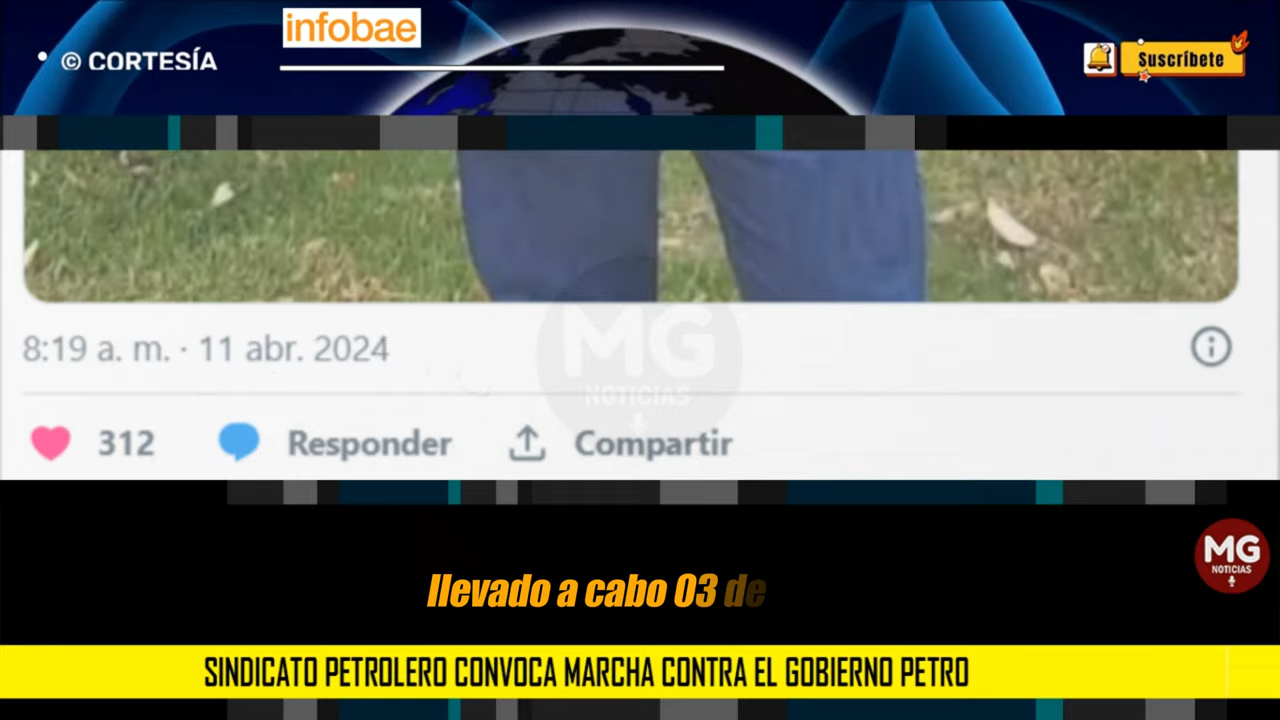 infobae
© CORTESÍA
Suscríbete
MG
NOTICIAS
8:19 a. m. · 11 abr. 2024
312 Responder Compartir
llevado a cabo 03 de
MG
NOTICIAS
SINDICATO PETROLERO CONVOCA MARCHA CONTRA EL GOBIERNO PETRO